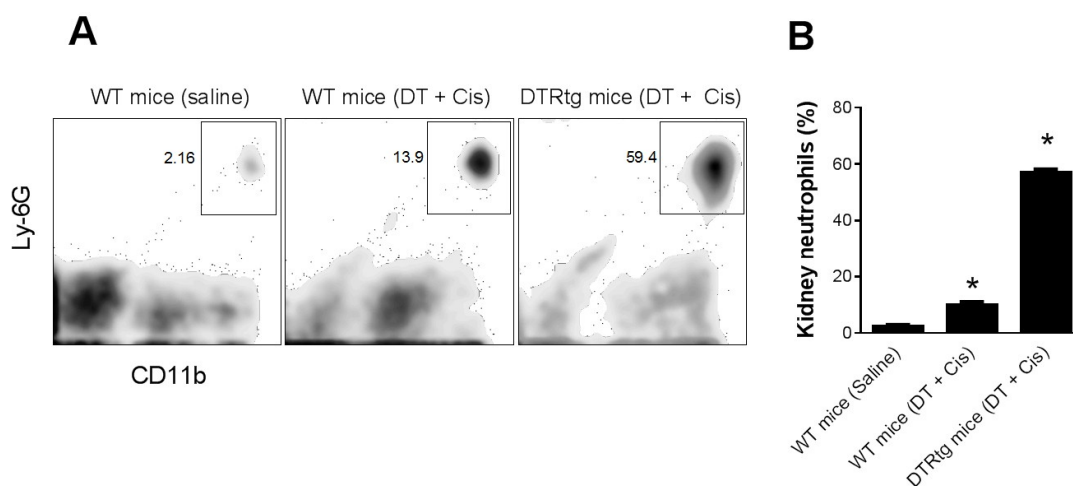 A
WT mice (saline)
WT mice (DT + Cis)
DTRtg mice (DT + Cis)
2.16
13.9
59.4
Ly-6G
CD11b
B
Kidney neutrophils (%)
80
60
40
20
0
*
*
WT mice (Saline)
WT mice (DT + Cis)
DTRtg mice (DT + Cis)